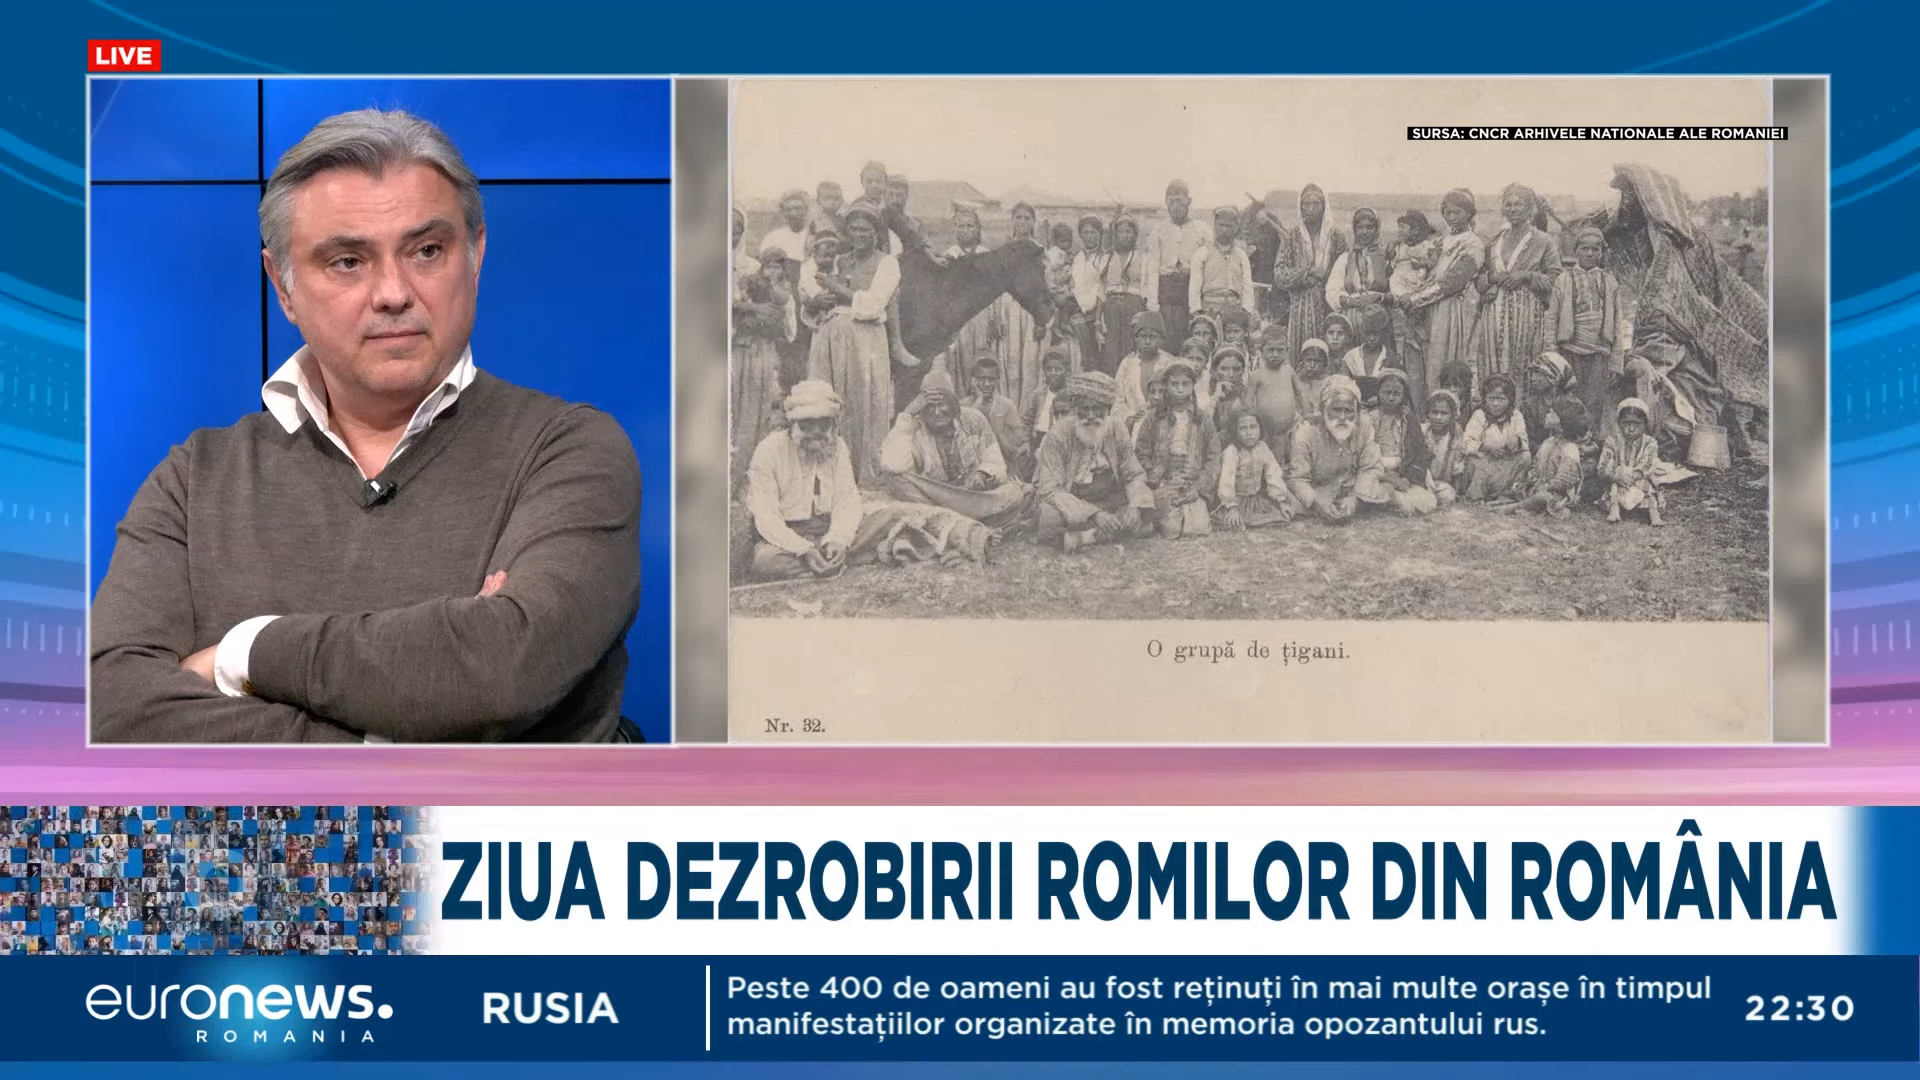 LIVE
SURSA: CNCR ARHIVELE NATIONALE ALE ROMANIEI
O grupă de țigani.
Nr. 32.
ZIUA DEZROBIRII ROMILOR DIN ROMÂNIA
euronews.
ROMANIA
RUSIA
Peste 400 de oameni au fost reținuți în mai multe orașe în timpul
manifestațiilor organizate în memoria opozantului rus.
22:30